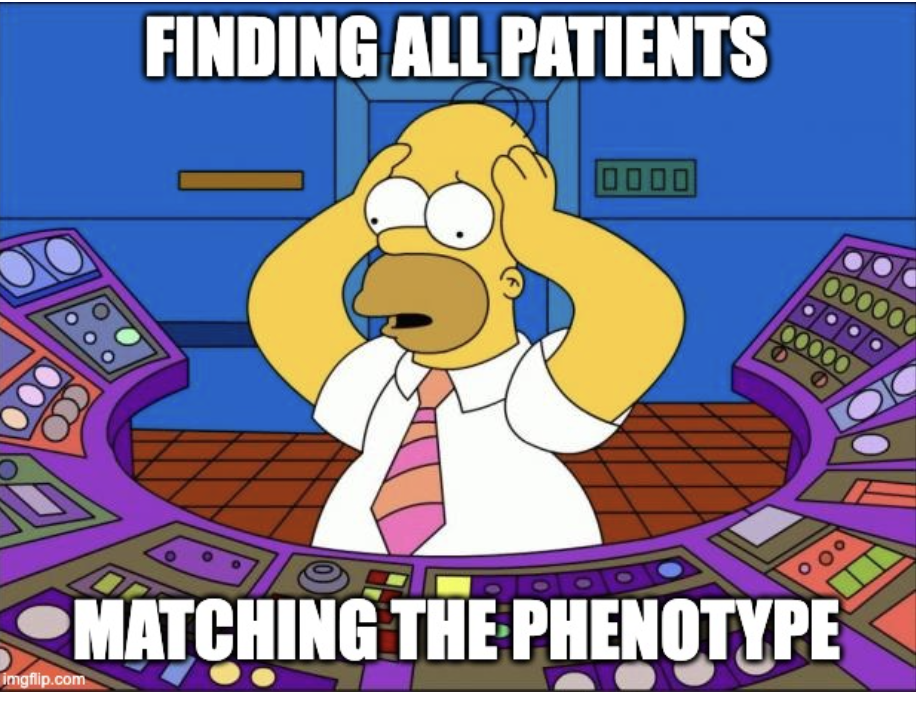 FINDING ALL PATIENTS
MATCHING THE PHENOTYPE
imgflip.com